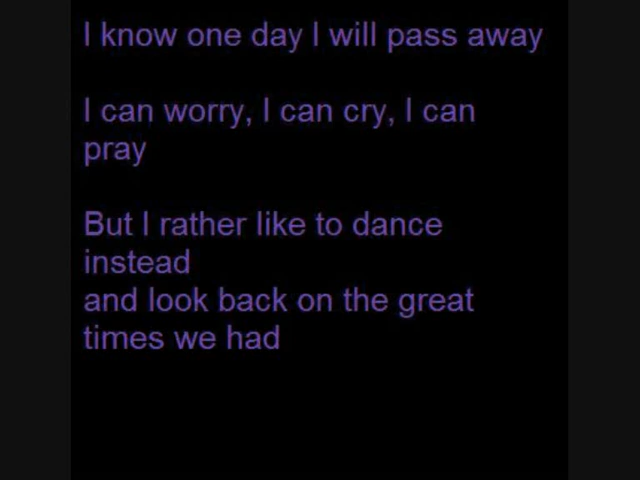 I know one day I will pass away
I can worry, I can cry, I can
pray
But I rather like to dance
instead
and look back on the great
times we had